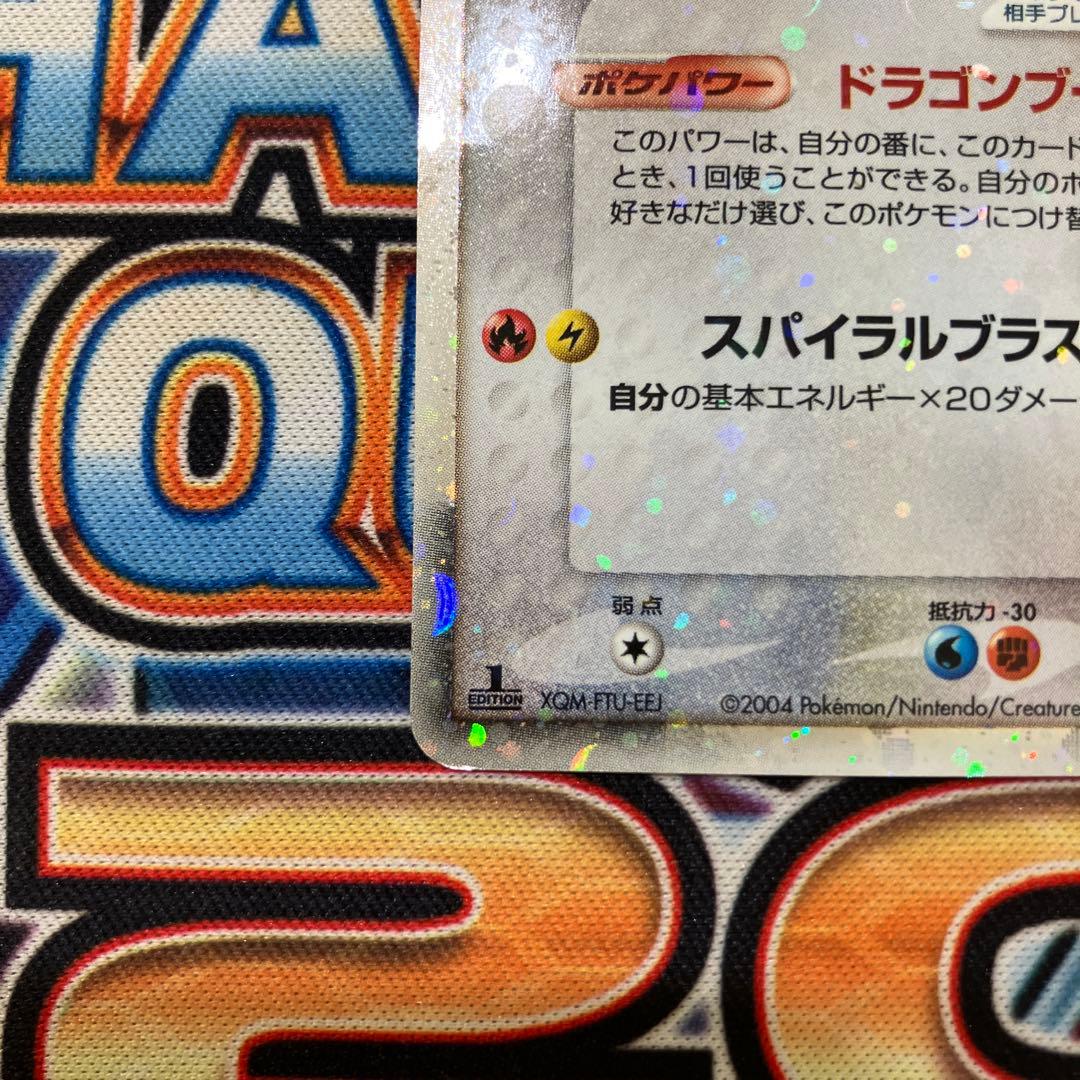 HA
相手プレ
ポケパワー ドラゴンブー
このパワーは、自分の番に、このカード
とき、1回使うことができる。自分のポ
好きなだけ選び、このポケモンにつけ替
Q
スパイラルブラス
自分の基本エネルギー×20ダメー
弱点
抵抗力 -30
1
EDITION
XQM-FTU-EEJ
©2004 Pokémon/Nintendo/Creature
2